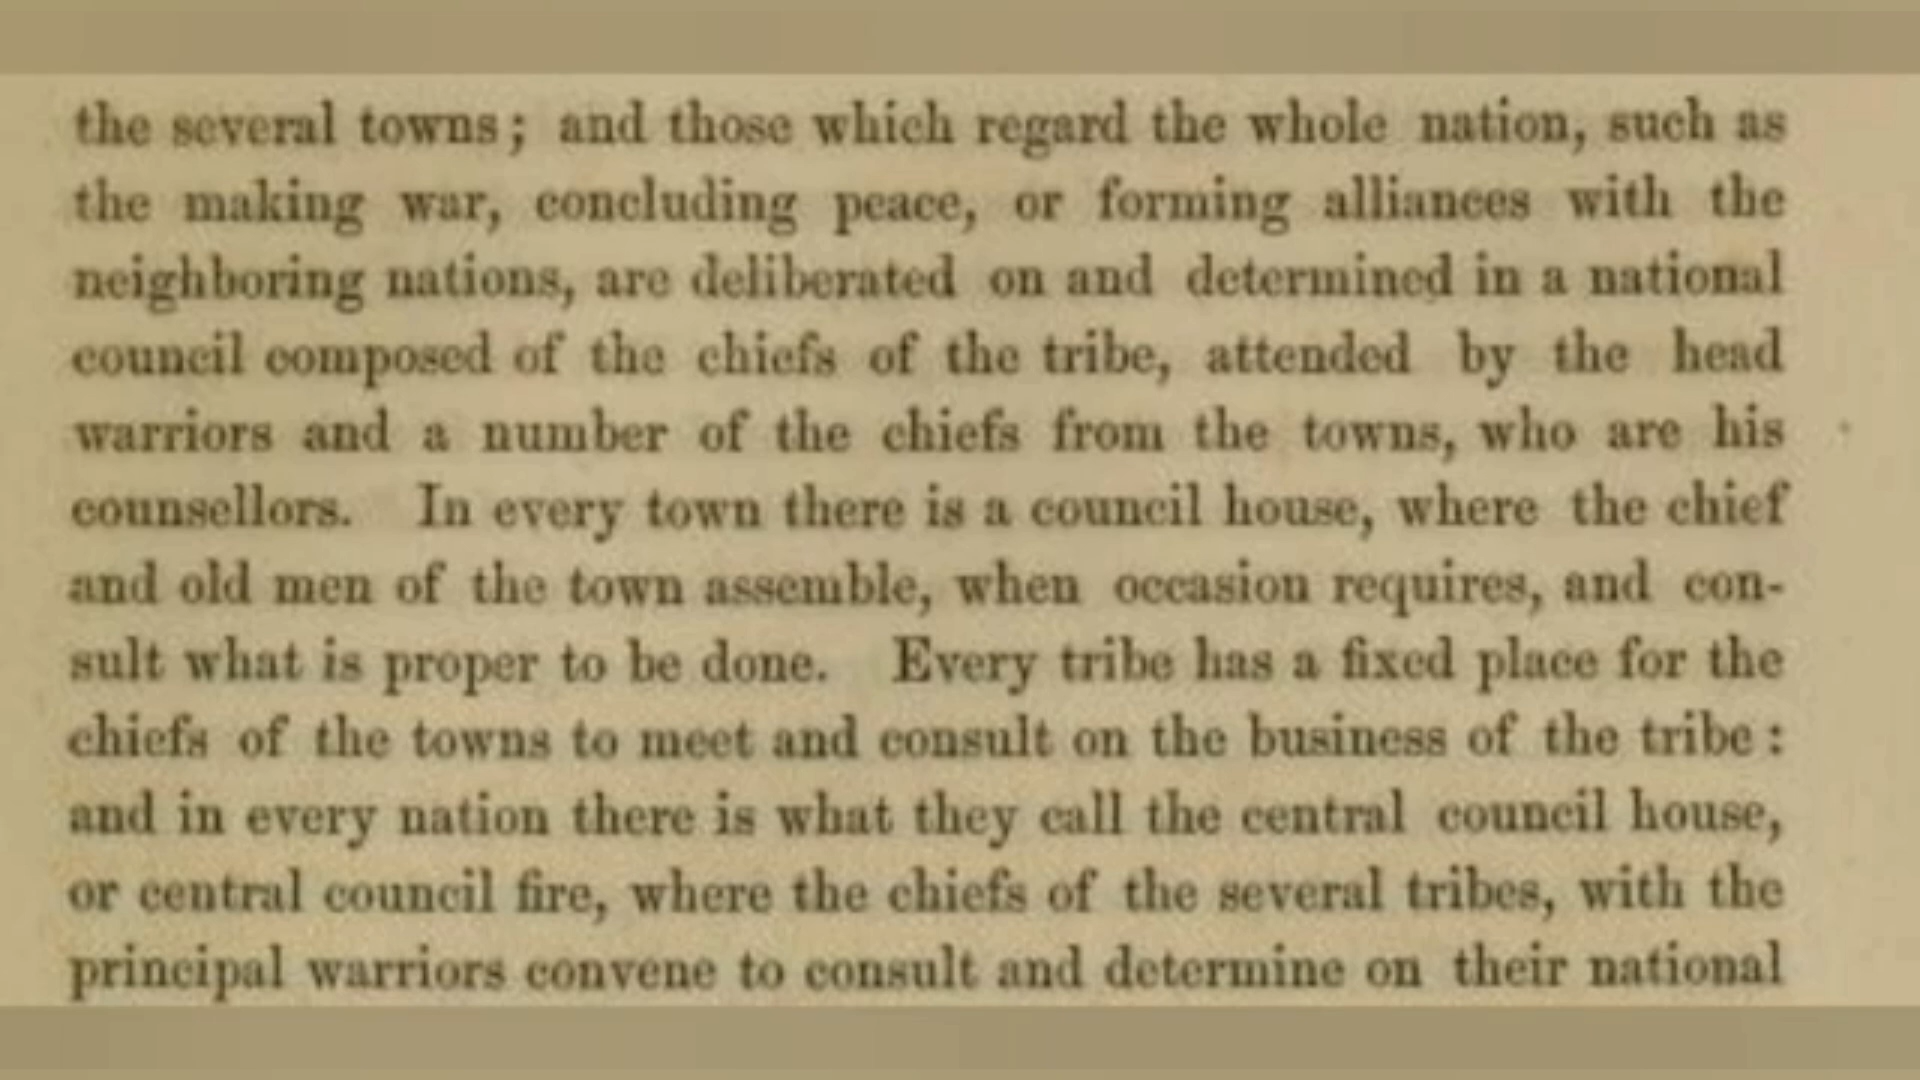 the several towns; and those which regard the whole nation, such as
the making war, concluding peace, or forming alliances with the
neighboring nations, are deliberated on and determined in a national
council composed of the chiefs of the tribe, attended by the head
warriors and a number of the chiefs from the towns, who are his
counsellors. In every town there is a council house, where the chief
and old men of the town assemble, when occasion requires, and con-
sult what is proper to be done. Every tribe has a fixed place for the
chiefs of the towns to meet and consult on the business of the tribe:
and in every nation there is what they call the central council house,
or central council fire, where the chiefs of the several tribes, with the
principal warriors convene to consult and determine on their national